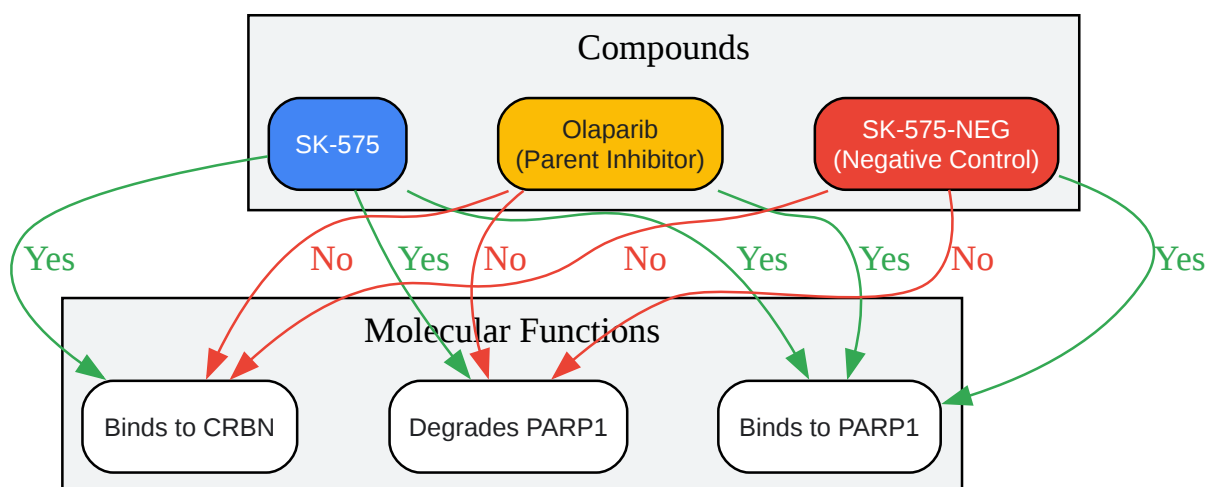 Compounds
SK-575
Olaparib
(Parent Inhibitor)
SK-575-NEG
(Negative Control)
Yes
No
Yes
No
No
Yes
Yes
No
Yes
Molecular Functions
Binds to CRBN
Degrades PARP1
Binds to PARP1